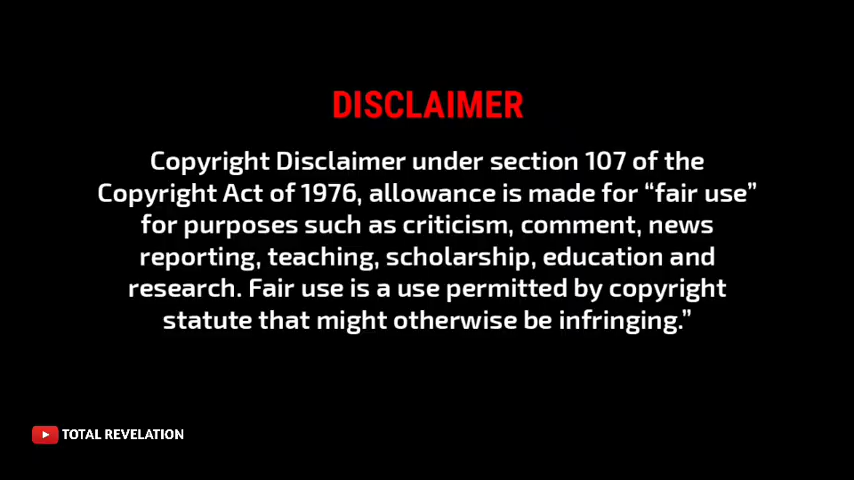 DISCLAIMER
Copyright Disclaimer under section 107 of the
Copyright Act of 1976, allowance is made for “fair use”
for purposes such as criticism, comment, news
reporting, teaching, scholarship, education and
research. Fair use is a use permitted by copyright
statute that might otherwise be infringing.”
TOTAL REVELATION